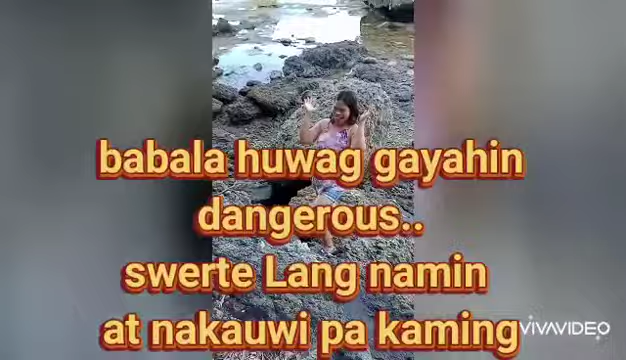 babala huwag gayahin
dangerous..
swerte Lang namin
at nakauwi pa kaming
VIVAVIDEO